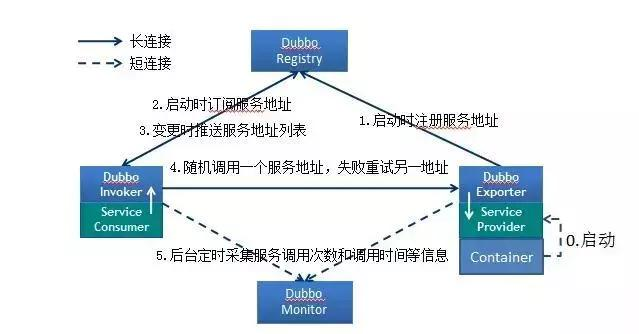 长连接
短连接
Dubbo
Registry
2.启动时订阅服务地址
3.变更时推送服务地址列表
1.启动时注册服务地址
4.随机调用一个服务地址，失败重试另一地址
Dubbo
Invoker
Service
Consumer
Dubbo
Exporter
Service
Provider
Container
0.启动
5.后台定时采集服务调用次数和调用时间等信息
Dubbo
Monitor